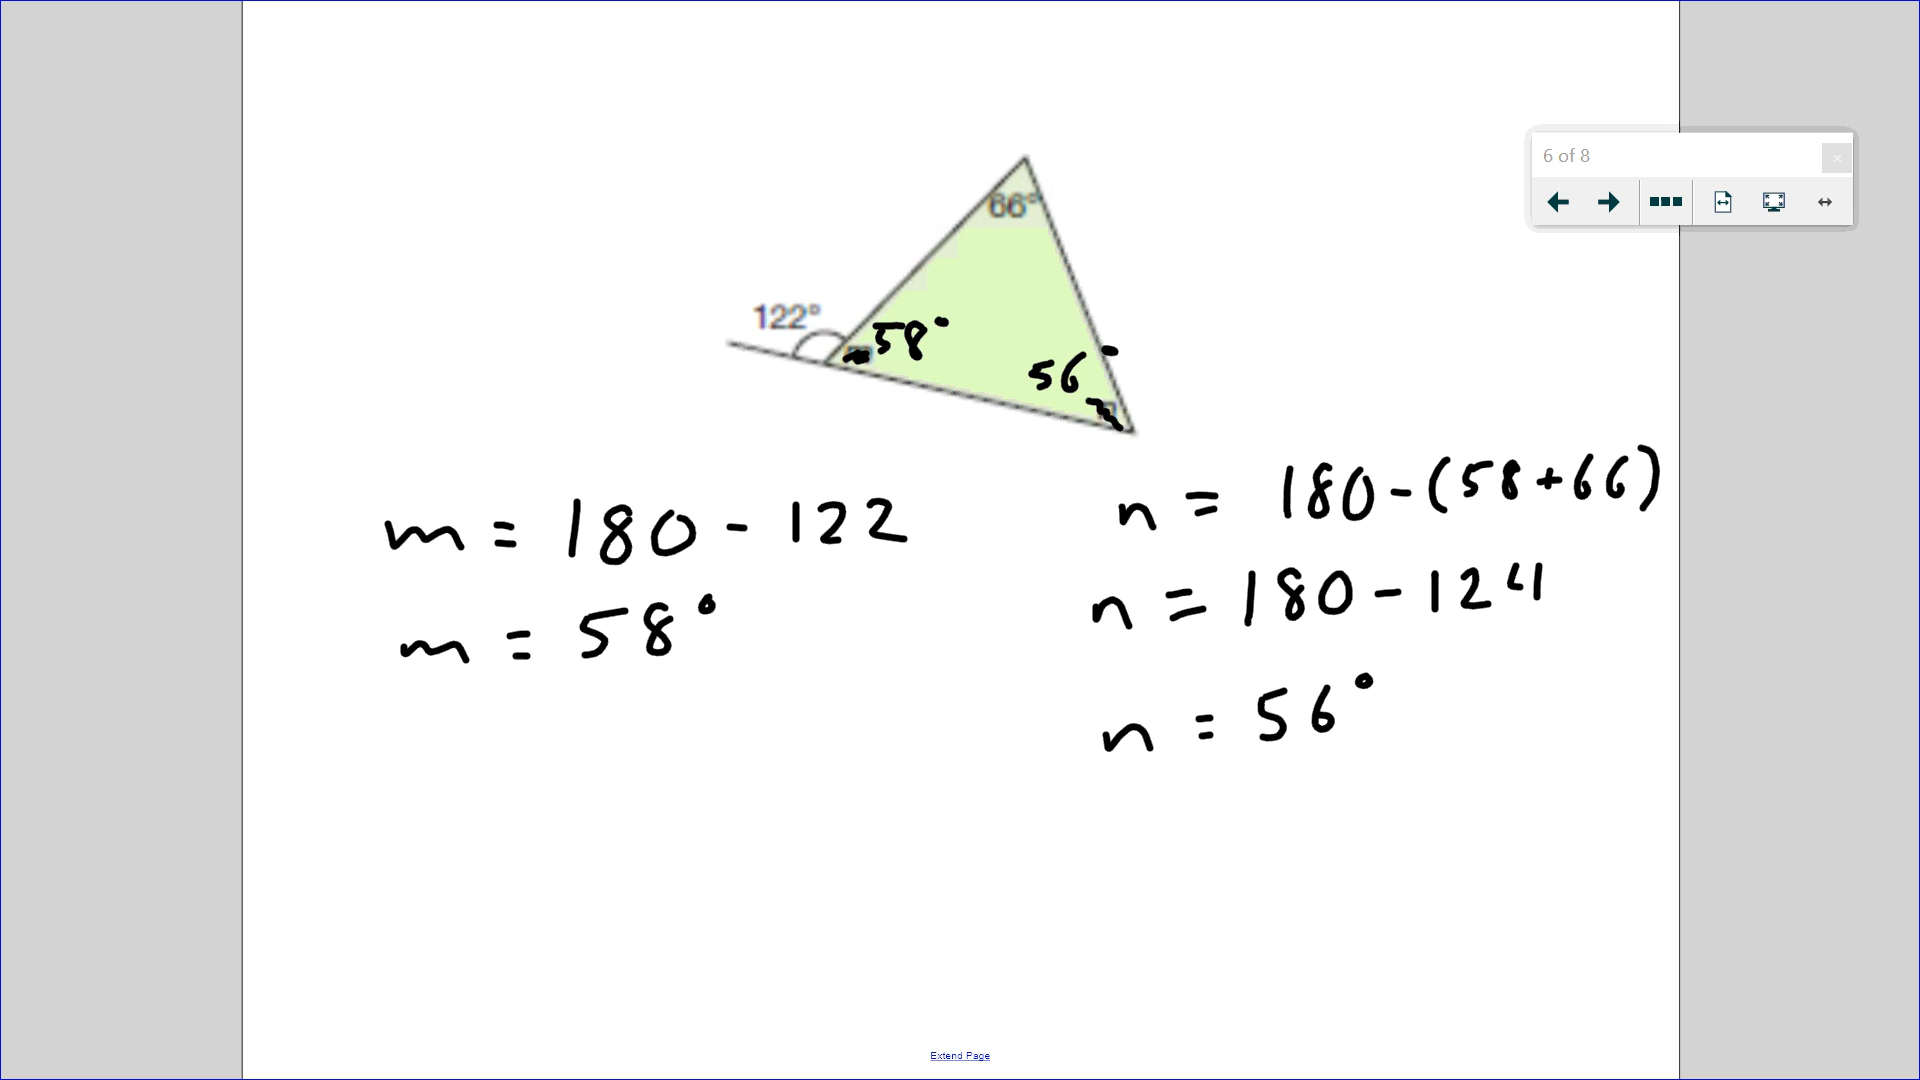 6 of 8
66°
122°
58°
56
m = 180 - 122
m = 58°
n = 180 - (58 + 66)
n = 180 - 124
n = 56°
Extend Page